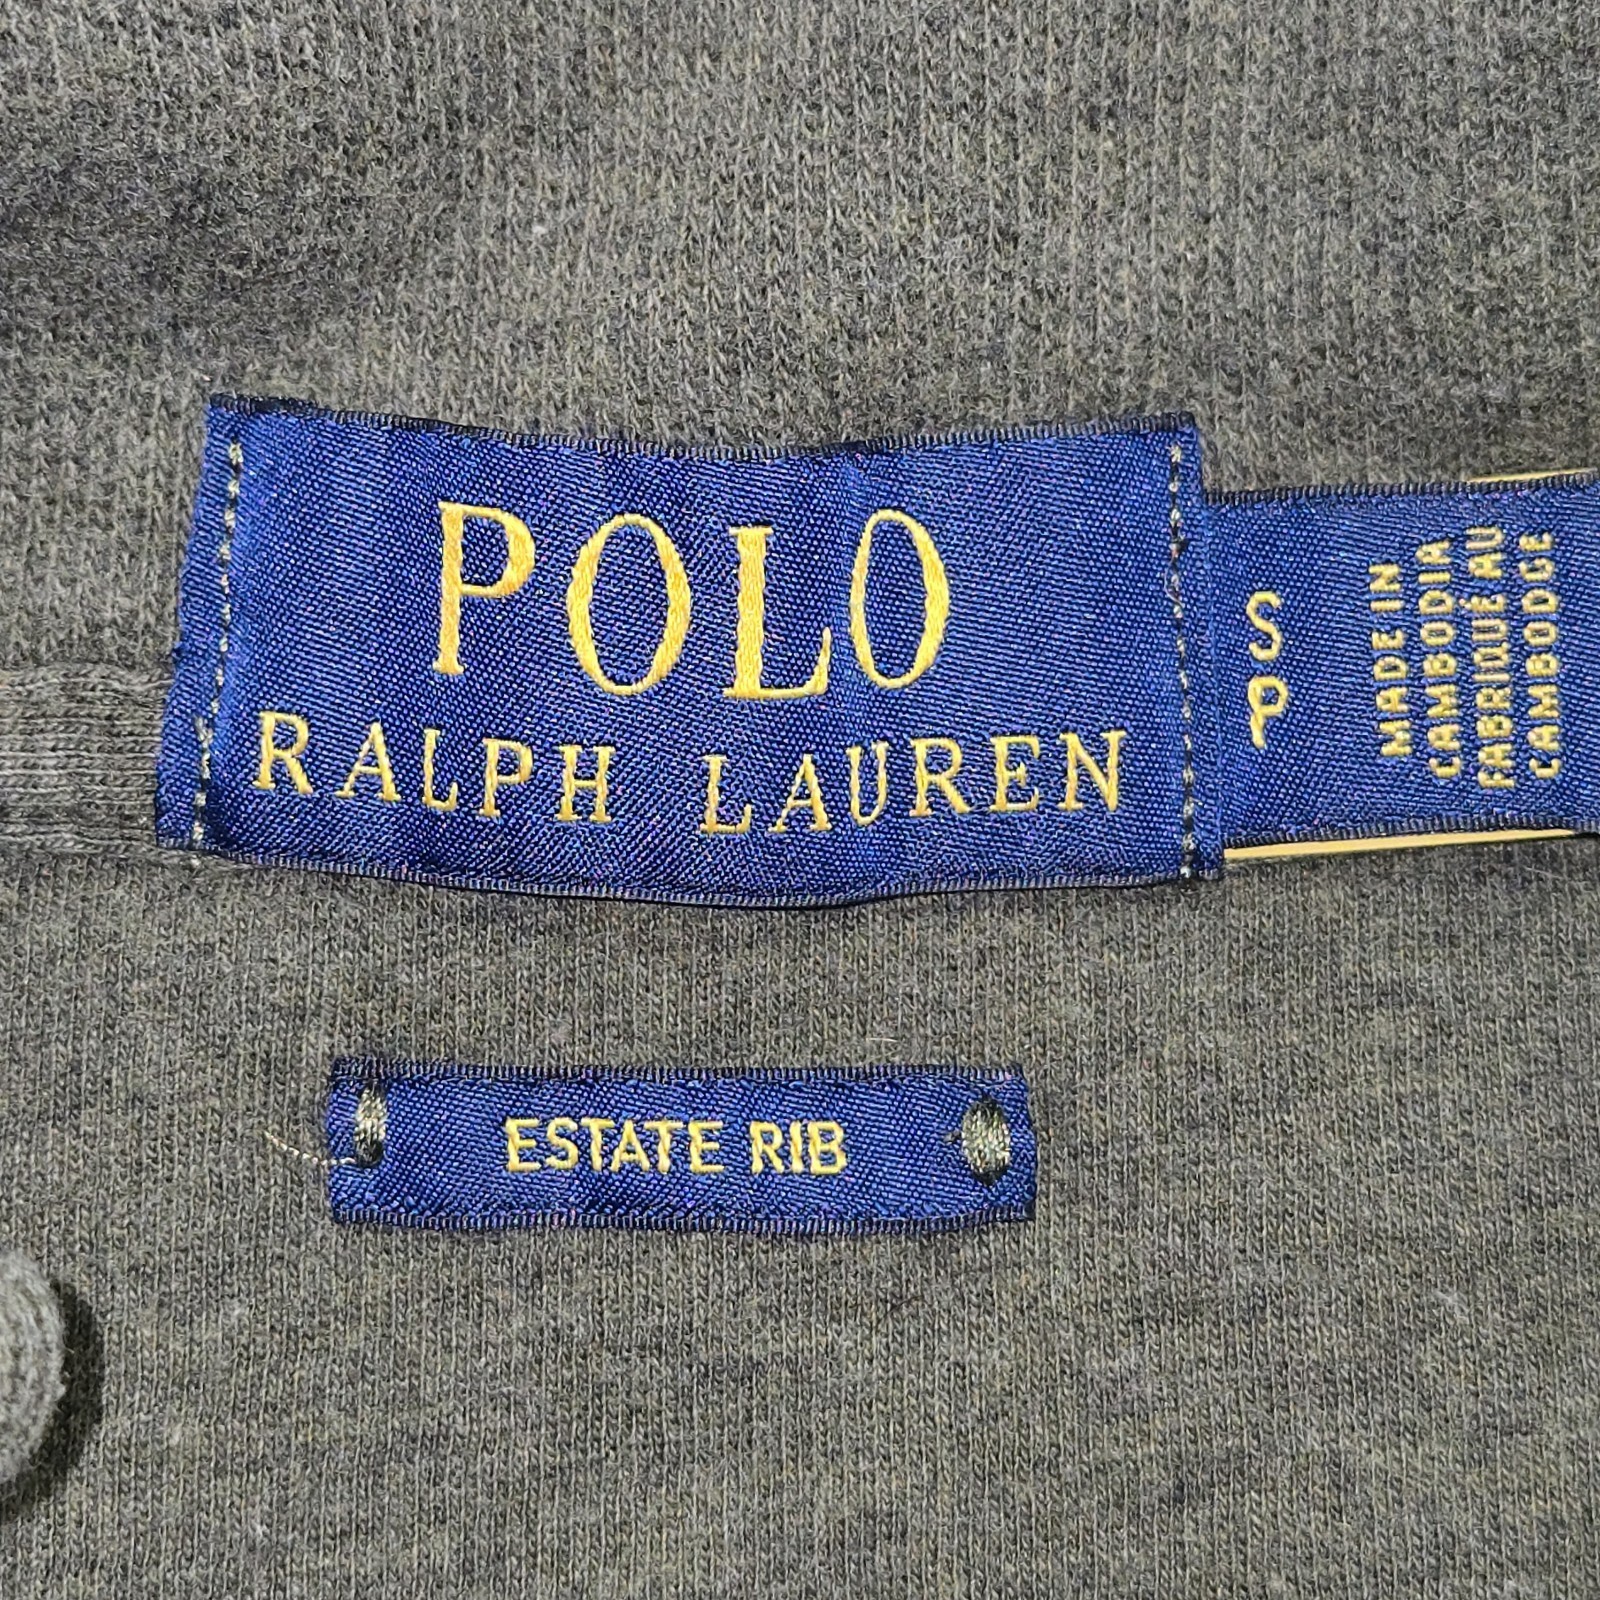 POLO
RALPH LAUREN
S
P
MADE IN
CAMBODIA
FABRIQUÉ AU
CAMBODGE
ESTATE RIB